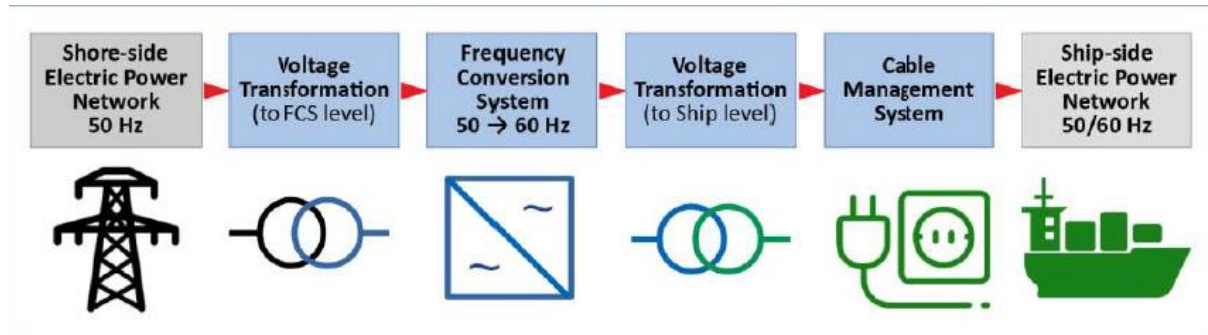 Shore-side
Electric Power
Network
50 Hz
Voltage
Transformation
(to FCS level)
Frequency
Conversion
System
50 → 60 Hz
Voltage
Transformation
(to Ship level)
Cable
Management
System
Ship-side
Electric Power
Network
50/60 Hz